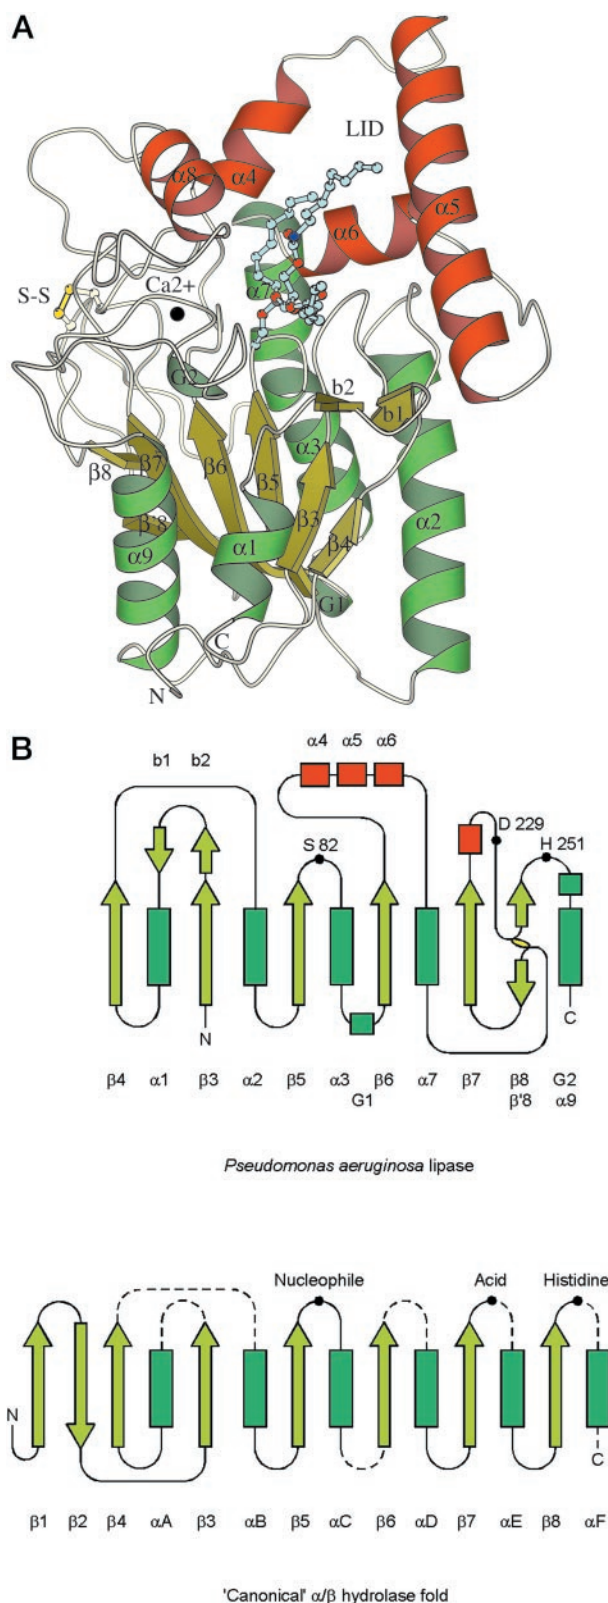 A
LID
α8
α4
α5
α6
S-S
Ca2+
α7
G2
b2
b1
β8
β7
β6
β5
α3
β3
α2
β'8
α9
α1
β4
G1
C
N
B
α4 α5 α6
b1 b2
D 229
S 82
H 251
N
C
β4 α1 β3 α2 β5 α3 β6 α7 β7 β8 G2
G1 β'8 α9
Pseudomonas aeruginosa lipase
Nucleophile Acid Histidine
N
C
β1 β2 β4 αA β3 αB β5 αC β6 αD β7 αE β8 αF
'Canonical' α/β hydrolase fold